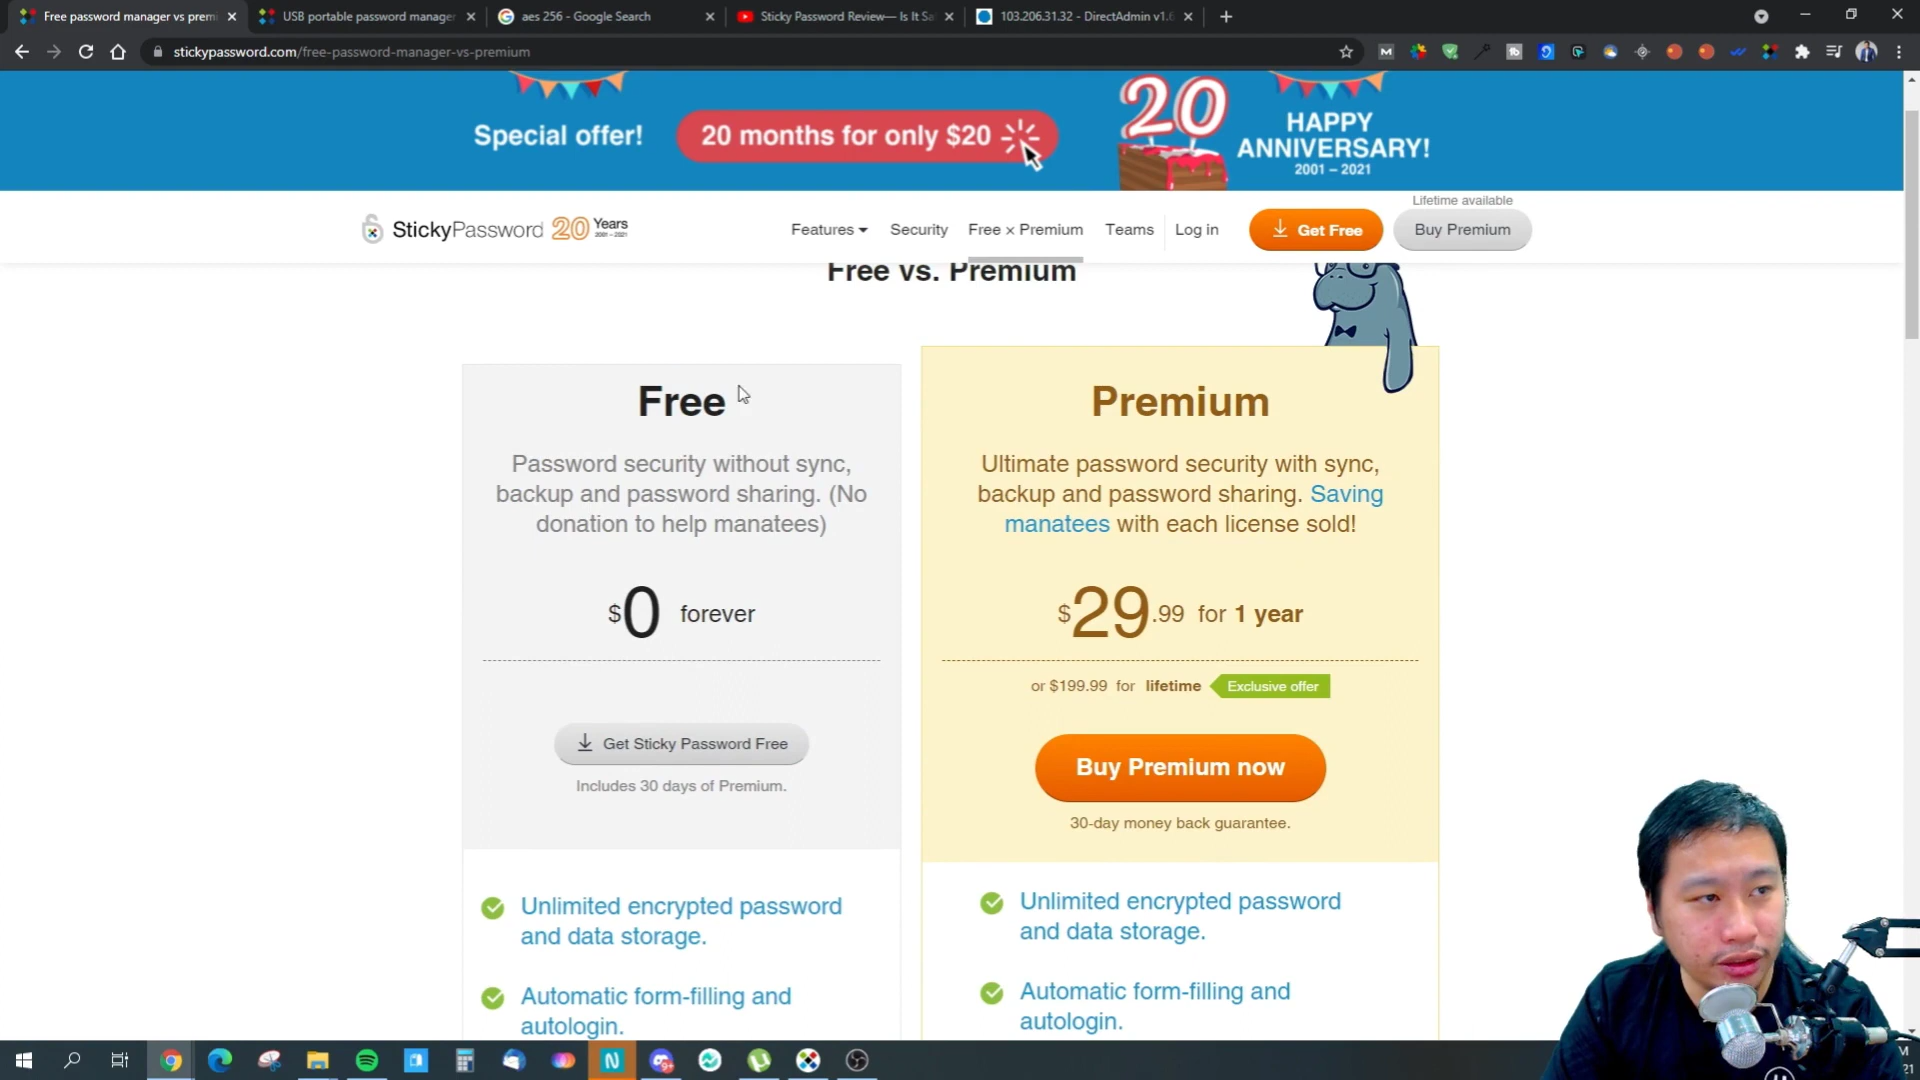 Free password manager vs premi
USB portable password manager
aes 256 - Google Search
Sticky Password Review— Is It Sa
103.206.31.32 - DirectAdmin v1.6
stickypassword.com/free-password-manager-vs-premium
Special offer!
20 months for only $20
20
HAPPY
ANNIVERSARY!
2001 – 2021
StickyPassword 20 Years
2001 - 2021
Features
Security
Free × Premium
Teams
Log in
Get Free
Lifetime available
Buy Premium
Free vs. Premium
Free
Password security without sync,
backup and password sharing. (No
donation to help manatees)
$0 forever
Get Sticky Password Free
Includes 30 days of Premium.
Unlimited encrypted password
and data storage.
Automatic form-filling and
autologin.
Premium
Ultimate password security with sync,
backup and password sharing. Saving
manatees with each license sold!
$29.99 for 1 year
or $199.99 for lifetime
Exclusive offer
Buy Premium now
30-day money back guarantee.
Unlimited encrypted password
and data storage.
Automatic form-filling and
autologin.